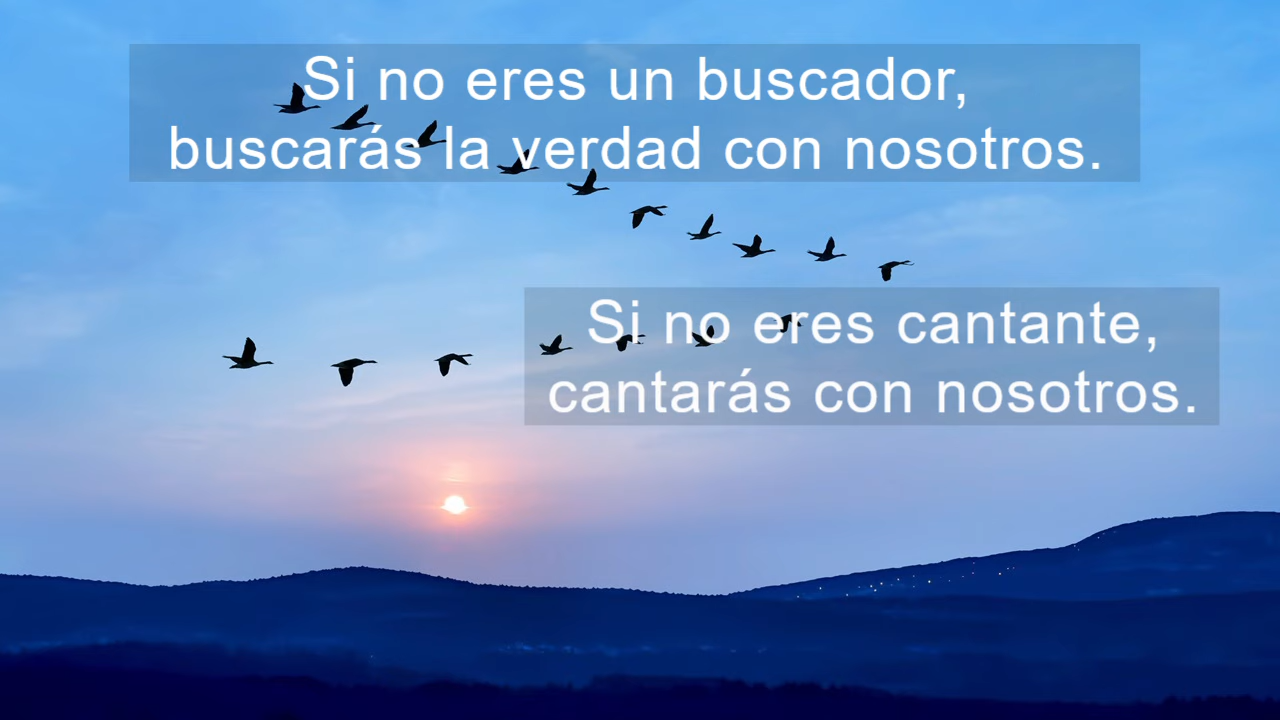 Si no eres un buscador,
buscarás la verdad con nosotros.
Si no eres cantante,
cantarás con nosotros.